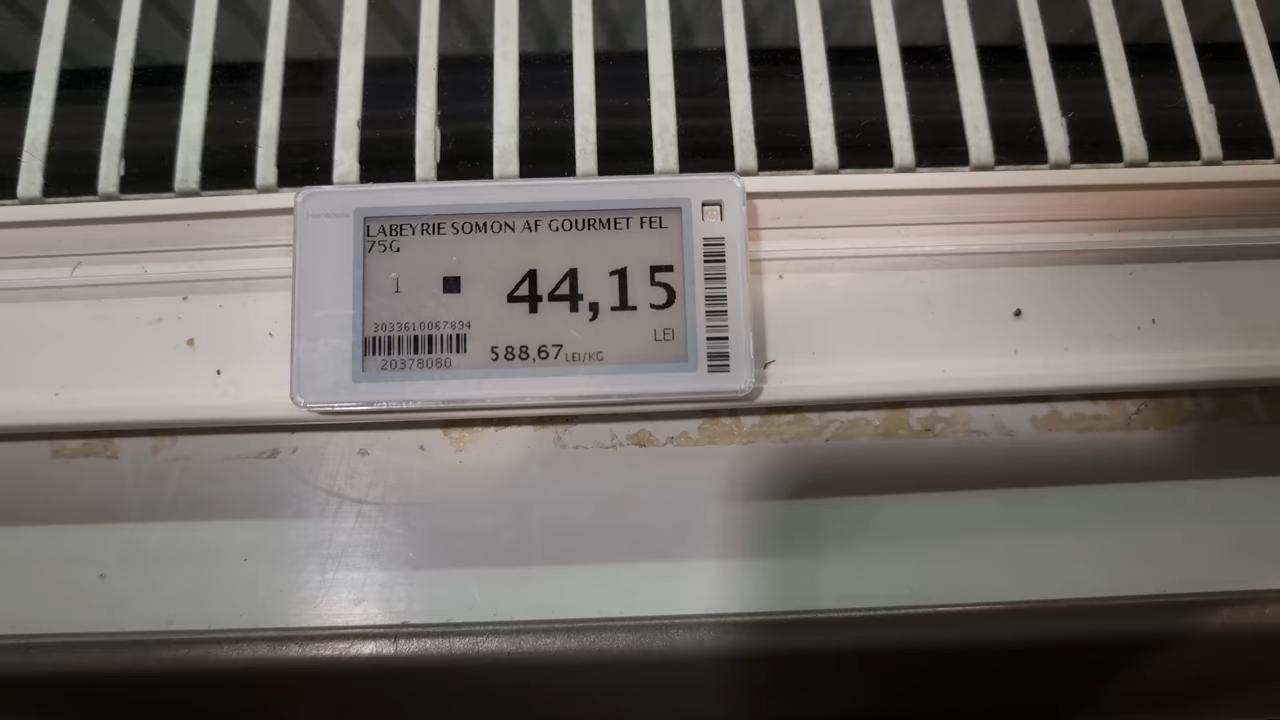 LABEYRIE SOMON AF GOURMET FEL
75G
1
44,15
3033610067894
LEI
588,67 LEI/KG
20378080